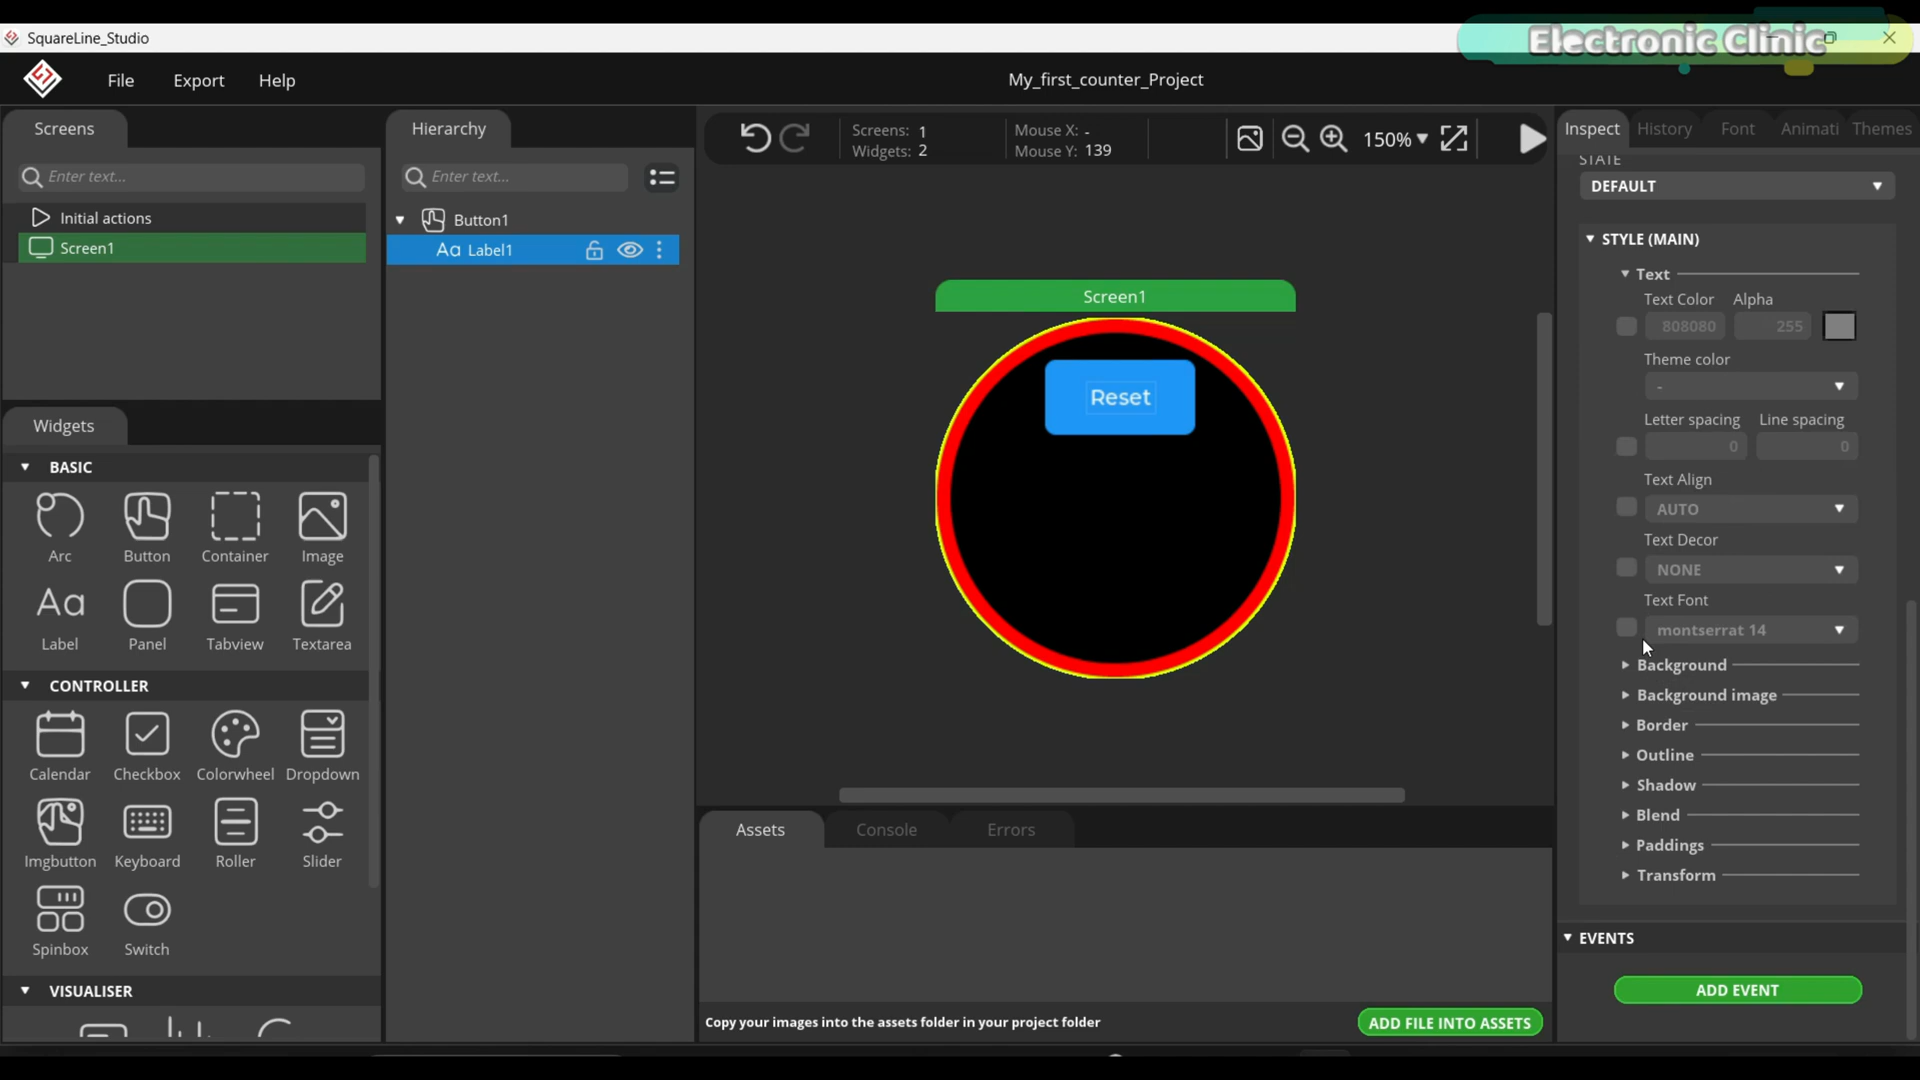 SquareLine_Studio
Electronic Clinic
File
Export
Help
My_first_counter_Project
Screens
Enter text...
Initial actions
Screen1
Hierarchy
Enter text...
Button1
Aa Label1
Screens: 1
Widgets: 2
Mouse X: -
Mouse Y: 139
150%
Screen1
Reset
Widgets
BASIC
Arc
Button
Container
Image
Aa
Label
Panel
Tabview
Textarea
CONTROLLER
Calendar
Checkbox
Colorwheel
Dropdown
Imgbutton
Keyboard
Roller
Slider
Spinbox
Switch
VISUALISER
Assets
Console
Errors
Copy your images into the assets folder in your project folder
ADD FILE INTO ASSETS
Inspect
History
Font
Animati
Themes
STATE
DEFAULT
STYLE (MAIN)
Text
Text Color
Alpha
808080
255
Theme color
-
Letter spacing
Line spacing
0
0
Text Align
AUTO
Text Decor
NONE
Text Font
montserrat 14
Background
Background image
Border
Outline
Shadow
Blend
Paddings
Transform
EVENTS
ADD EVENT